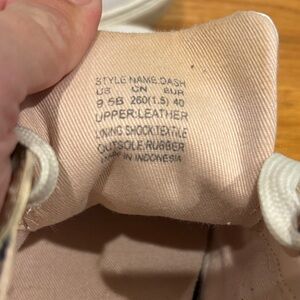 STYLE NAME:DASH
US CN EUR
9.5B 260(1.5) 40
UPPER:LEATHER
LINING SHOCK:TEXTILE
OUTSOLE:RUBBER
MADE IN INDONESIA